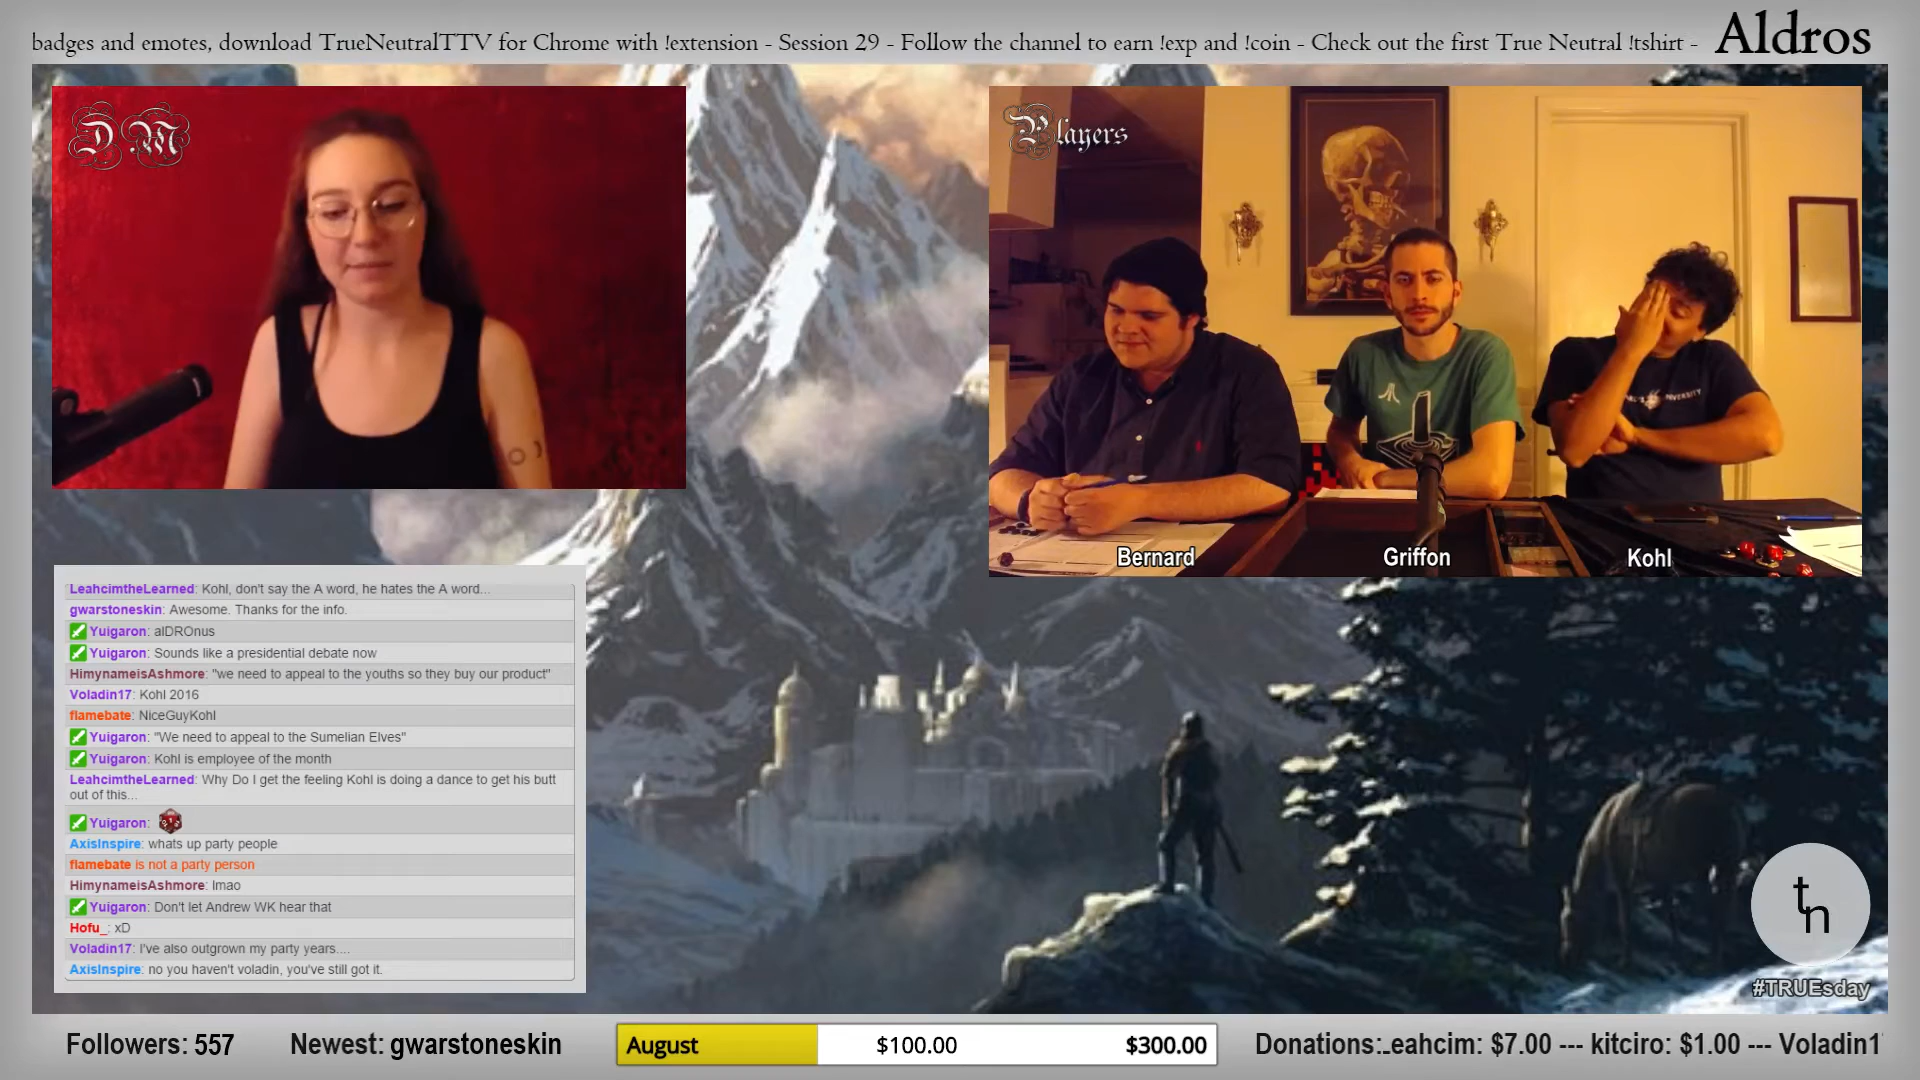 badges and emotes, download TrueNeutralTTV for Chrome with !extension - Session 29 - Follow the channel to earn !exp and !coin - Check out the first True Neutral !tshirt -
Aldros
DM
Players
Bernard
Griffon
Kohl
LeahcimtheLearned: Kohl, don't say the A word, he hates the A word...
gwarstoneskin: Awesome. Thanks for the info.
Yuigaron: alDROnus
Yuigaron: Sounds like a presidential debate now
HimynameisAshmore: "we need to appeal to the youths so they buy our product"
Voladin17: Kohl 2016
flamebate: NiceGuyKohl
Yuigaron: "We need to appeal to the Sumelian Elves"
Yuigaron: Kohl is employee of the month
LeahcimtheLearned: Why Do I get the feeling Kohl is doing a dance to get his butt
out of this...
Yuigaron:
AxisInspire: whats up party people
flamebate is not a party person
HimynameisAshmore: lmao
Yuigaron: Don't let Andrew WK hear that
Hofu_: xD
Voladin17: I've also outgrown my party years....
AxisInspire: no you haven't voladin, you've still got it.
tn
#TRUEsday
Followers: 557
Newest: gwarstoneskin
August
$100.00
$300.00
Donations: eahcim: $7.00 --- kitciro: $1.00 --- Voladin1